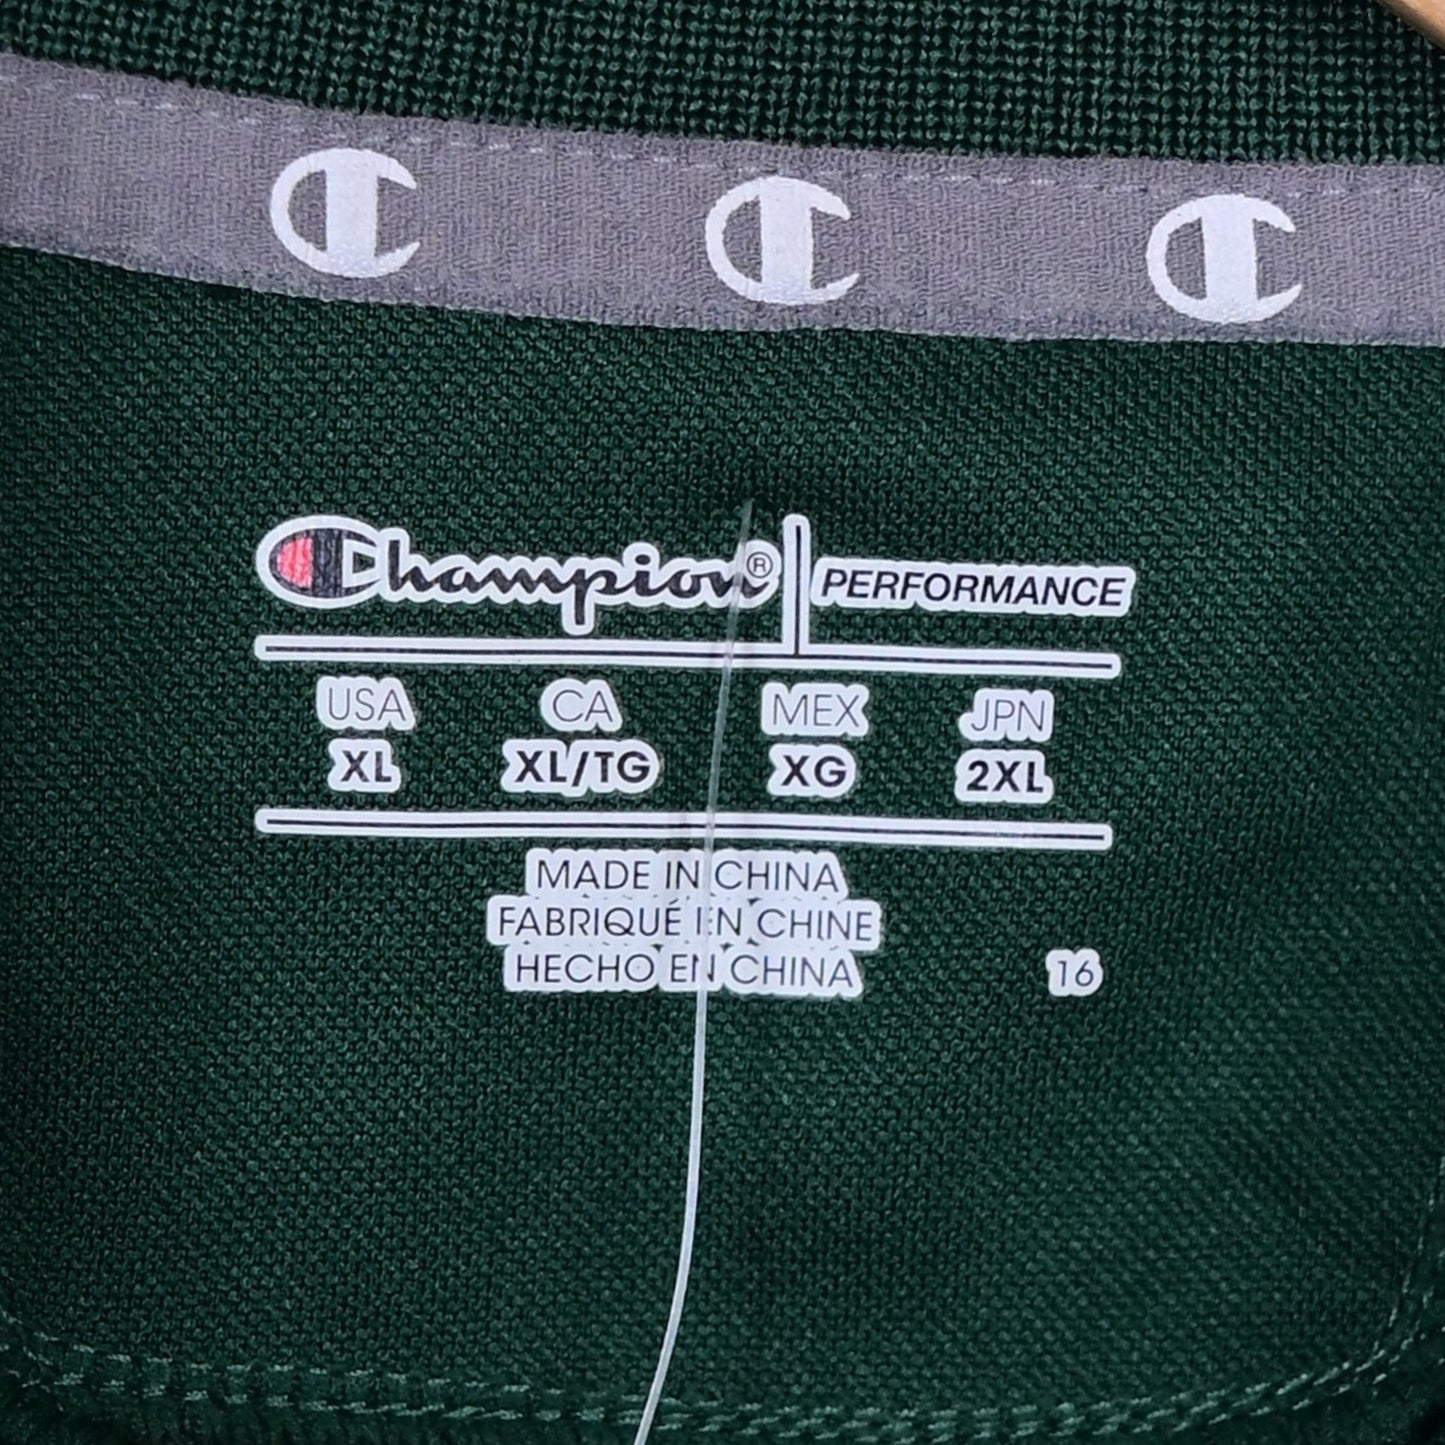 Champion® PERFORMANCE
USA CA MEX JPN
XL XL/TG XG 2XL
MADE IN CHINA
FABRIQUÉ EN CHINE
HECHO EN CHINA 16